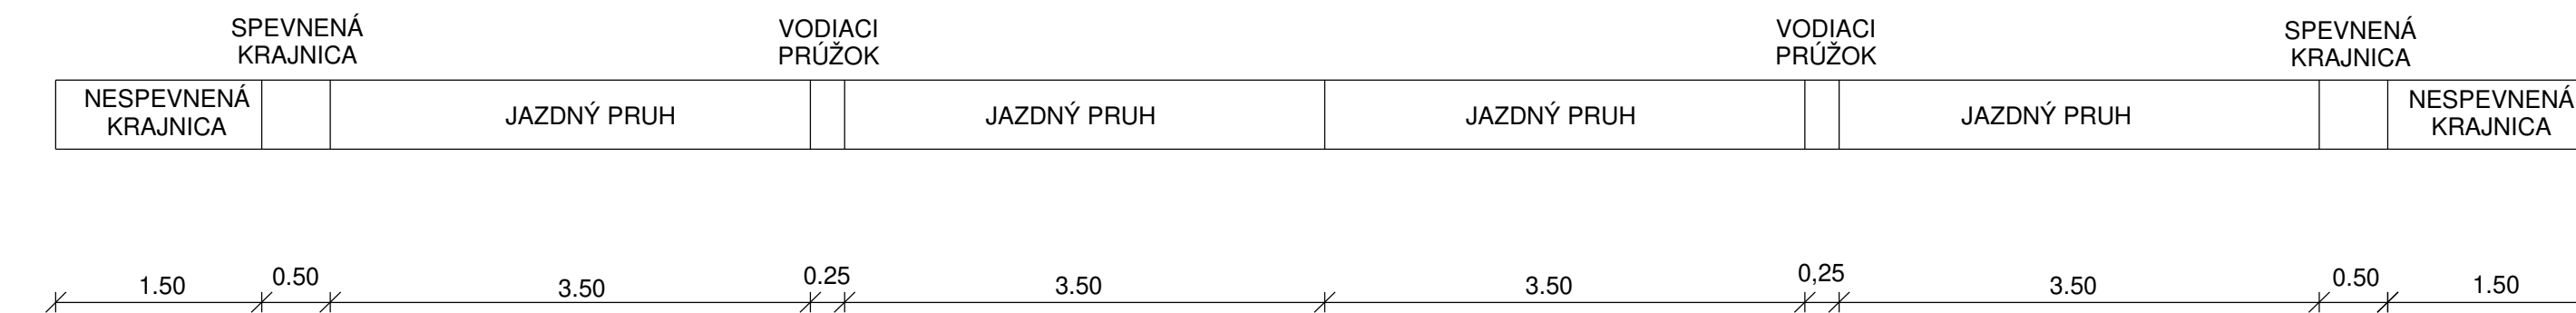 SPEVNENÁ
KRAJNICA
VODIACI
PRÚŽOK
VODIACI
PRÚŽOK
SPEVNENÁ
KRAJNICA
NESPEVNENÁ
KRAJNICA
JAZDNÝ PRUH
JAZDNÝ PRUH
JAZDNÝ PRUH
JAZDNÝ PRUH
NESPEVNENÁ
KRAJNICA
1.50
0.50
3.50
0.25
3.50
3.50
0,25
3.50
0.50
1.50